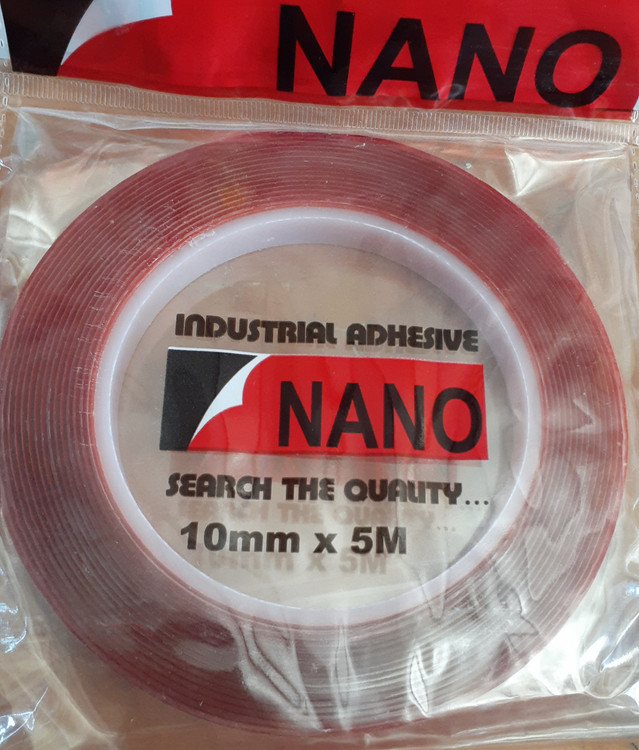 NANO
INDUSTRIAL ADHESIVE
NANO
SEARCH THE QUALITY...
10mm x 5M